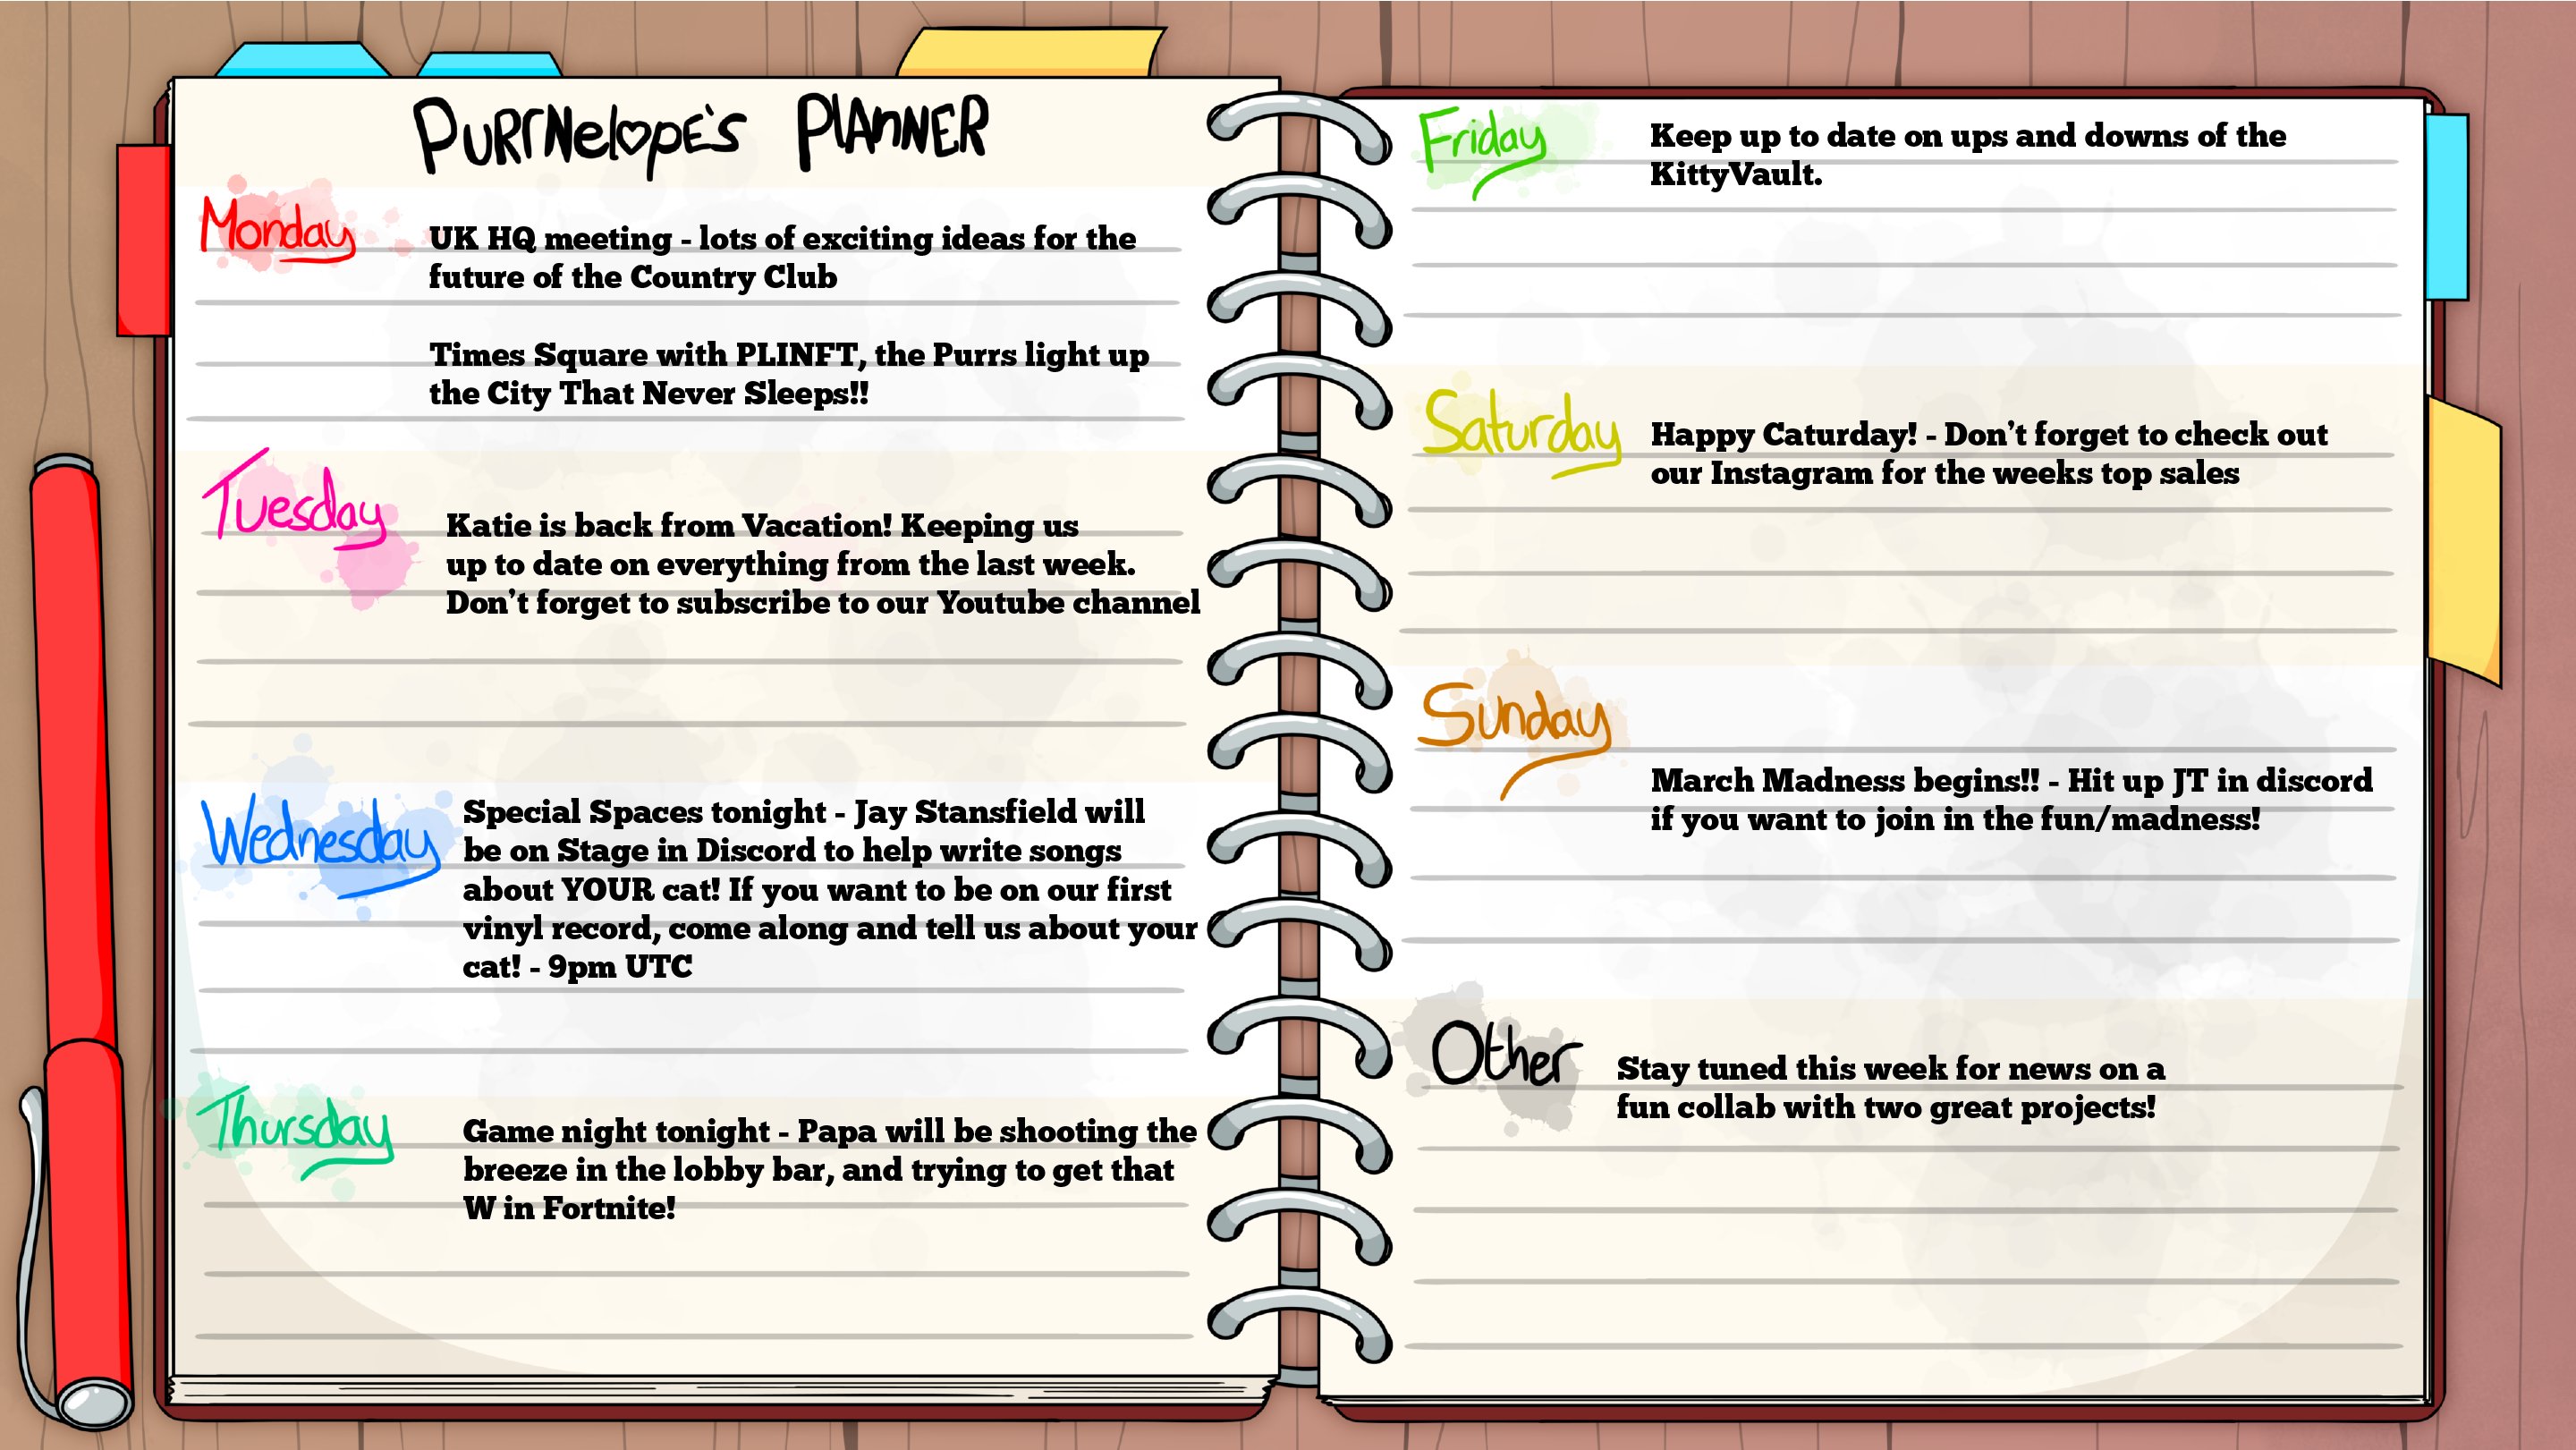 PURRNelOPE'S PlAnNER
Monday
UK HQ meeting - lots of exciting ideas for the
future of the Country Club
Times Square with PLINFT, the Purrs light up
the City That Never Sleeps!!
Tuesday
Katie is back from Vacation! Keeping us
up to date on everything from the last week.
Don't forget to subscribe to our Youtube channel
Wednesday
Special Spaces tonight - Jay Stansfield will
be on Stage in Discord to help write songs
about YOUR cat! If you want to be on our first
vinyl record, come along and tell us about your
cat! - 9pm UTC
Thursday
Game night tonight - Papa will be shooting the
breeze in the lobby bar, and trying to get that
W in Fortnite!
Friday
Keep up to date on ups and downs of the
KittyVault.
Saturday
Happy Caturday! - Don't forget to check out
our Instagram for the weeks top sales
Sunday
March Madness begins!! - Hit up JT in discord
if you want to join in the fun/madness!
Other
Stay tuned this week for news on a
fun collab with two great projects!